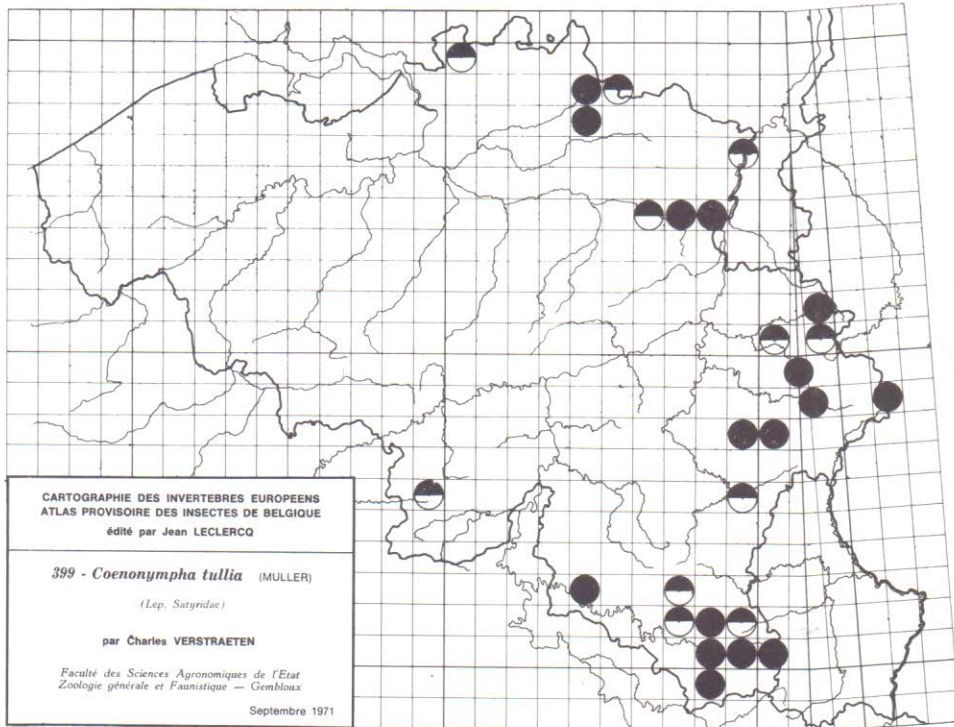 CARTOGRAPHIE DES INVERTEBRES EUROPEENS
ATLAS PROVISOIRE DES INSECTES DE BELGIQUE
édité par Jean LECLERCQ
399 - Coenonympha tullia (MULLER)
(Lep. Satyridae)
par Charles VERSTRAETEN
Faculté des Sciences Agronomiques de l'Etat
Zoologie générale et Faunistique — Gembloux
Septembre 1971